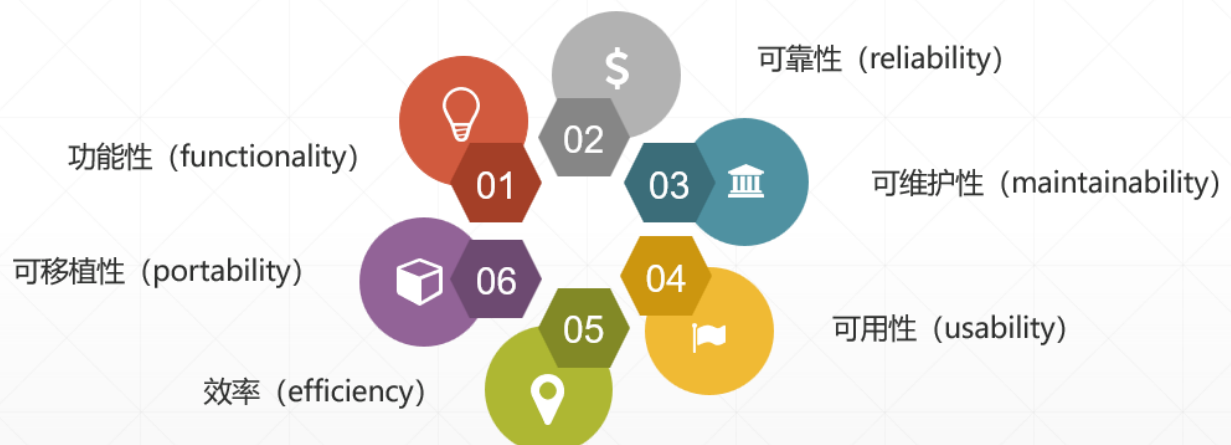 功能性（functionality）
01
02
可靠性（reliability）
03
可维护性（maintainability）
04
可用性（usability）
05
效率（efficiency）
06
可移植性（portability）